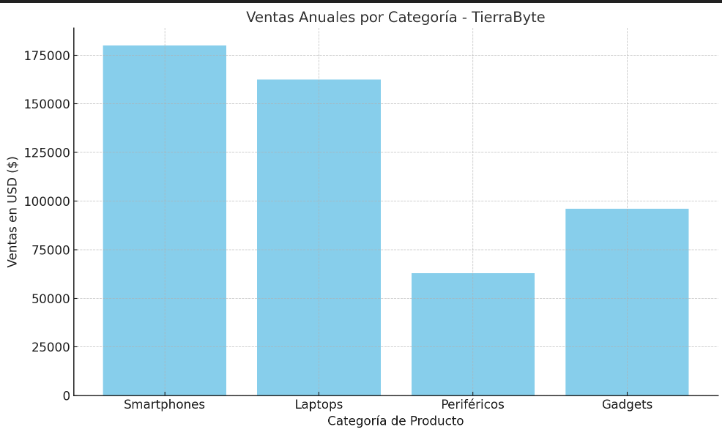 Ventas Anuales por Categoría - TierraByte
Ventas en USD ($)
175000
150000
125000
100000
75000
50000
25000
0
Smartphones
Laptops
Periféricos
Gadgets
Categoría de Producto